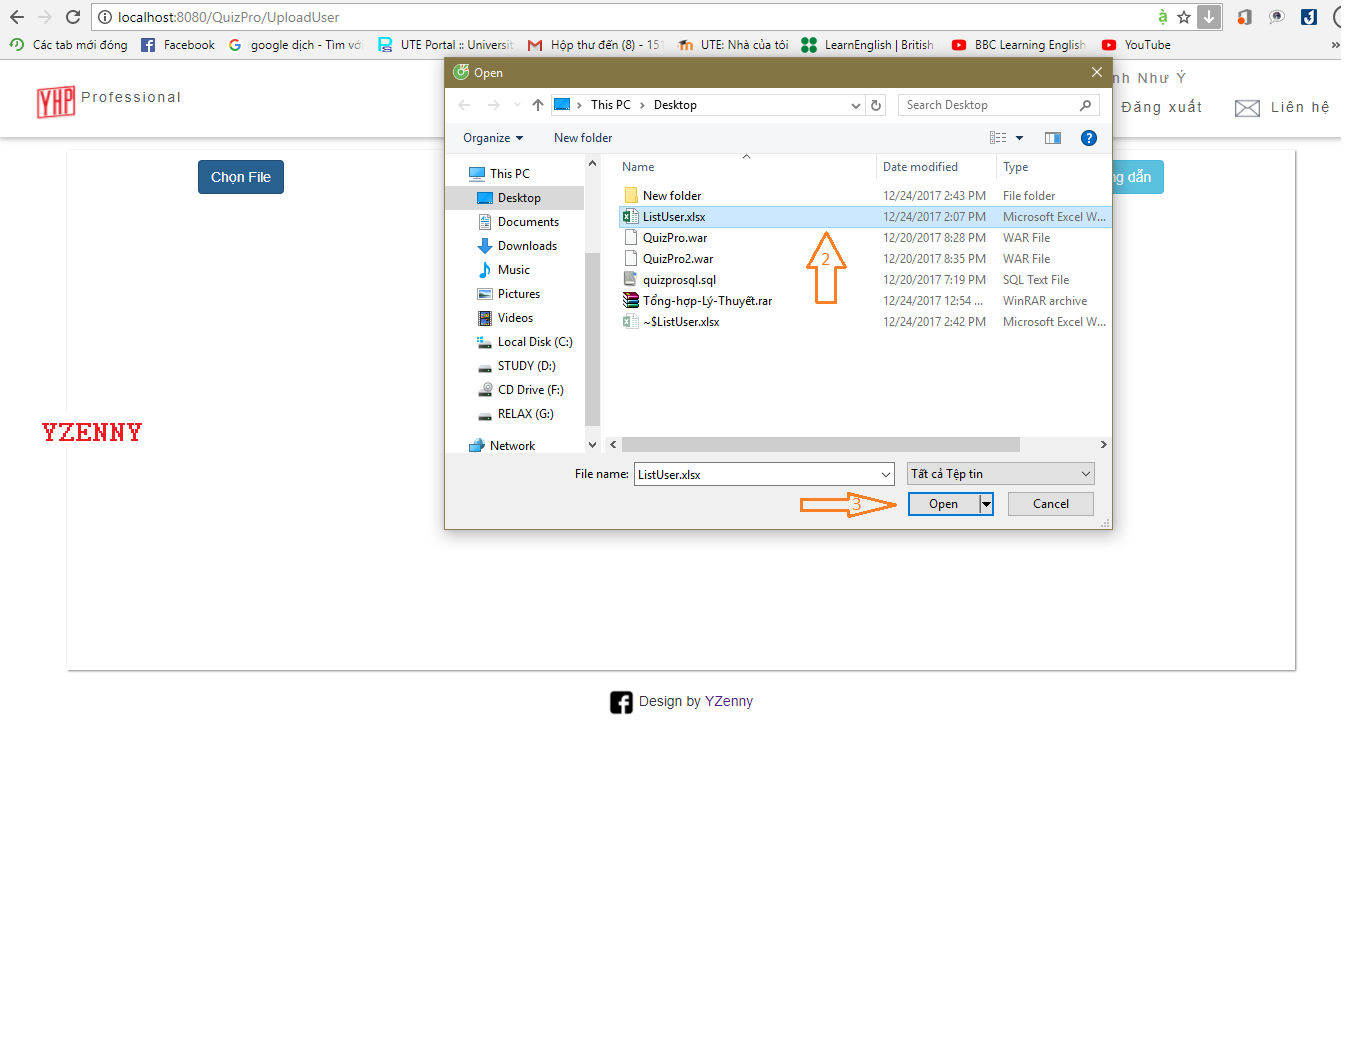 localhost:8080/QuizPro/UploadUser
Các tab mới đóng Facebook google dịch - Tìm vớ UTE Portal :: Universit Hộp thư đến (8) - 151 UTE: Nhà của tôi LearnEnglish | British BBC Learning English YouTube »
YHP Professional
nh Như Ý
Đăng xuất Liên hệ
Chọn File
ng dẫn
Open
This PC › Desktop
Search Desktop
Organize New folder
Name Date modified Type
This PC
Desktop
Documents
Downloads
Music
Pictures
Videos
Local Disk (C:)
STUDY (D:)
CD Drive (F:)
RELAX (G:)
Network
New folder 12/24/2017 2:43 PM File folder
ListUser.xlsx 12/24/2017 2:07 PM Microsoft Excel W...
QuizPro.war 12/20/2017 8:28 PM WAR File
QuizPro2.war 12/20/2017 8:35 PM WAR File
quizprosql.sql 12/20/2017 7:19 PM SQL Text File
Tổng-hợp-Lý-Thuyết.rar 12/24/2017 12:54 ... WinRAR archive
~$ListUser.xlsx 12/24/2017 2:42 PM Microsoft Excel W...
2
File name: ListUser.xlsx Tất cả Tệp tin
3
Open Cancel
YZENNY
Design by YZenny